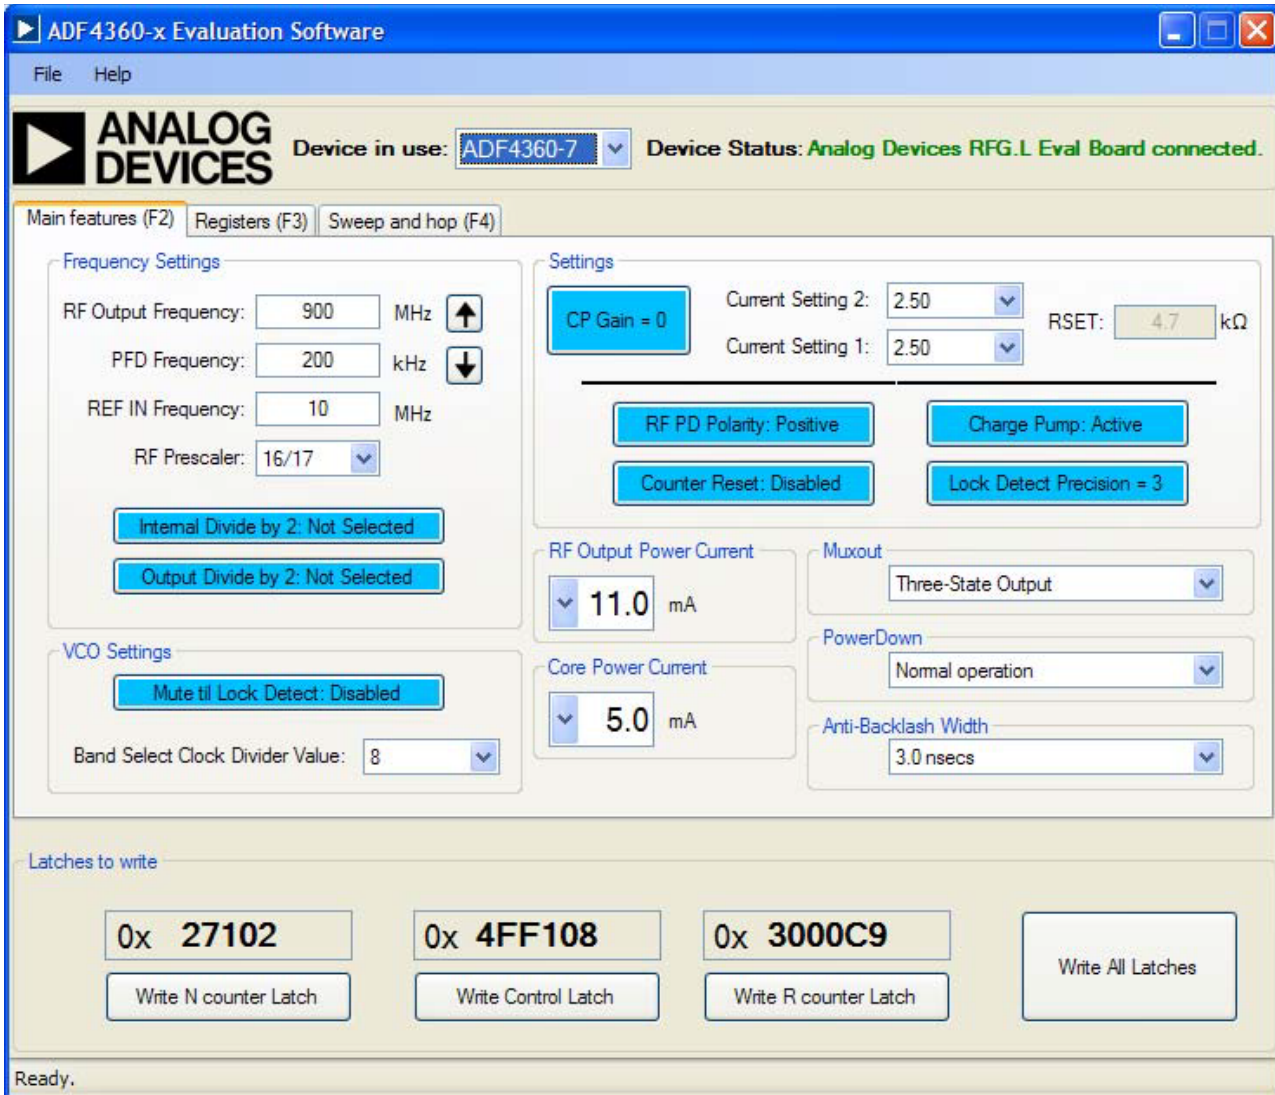 ADF4360-x Evaluation Software
File Help
ANALOG
DEVICES
Device in use: ADF4360-7 Device Status: Analog Devices RFG.L Eval Board connected.
Main features (F2) Registers (F3) Sweep and hop (F4)
Frequency Settings
RF Output Frequency: 900 MHz
PFD Frequency: 200 kHz
REF IN Frequency: 10 MHz
RF Prescaler: 16/17
Internal Divide by 2: Not Selected
Output Divide by 2: Not Selected
VCO Settings
Mute til Lock Detect: Disabled
Band Select Clock Divider Value: 8
Settings
CP Gain = 0
Current Setting 2: 2.50
Current Setting 1: 2.50
RSET: 4.7 kΩ
RF PD Polarity: Positive
Charge Pump: Active
Counter Reset: Disabled
Lock Detect Precision = 3
RF Output Power Current
11.0 mA
Core Power Current
5.0 mA
Muxout
Three-State Output
PowerDown
Normal operation
Anti-Backlash Width
3.0 nsecs
Latches to write
0x 27102
0x 4FF108
0x 3000C9
Write N counter Latch
Write Control Latch
Write R counter Latch
Write All Latches
Ready.